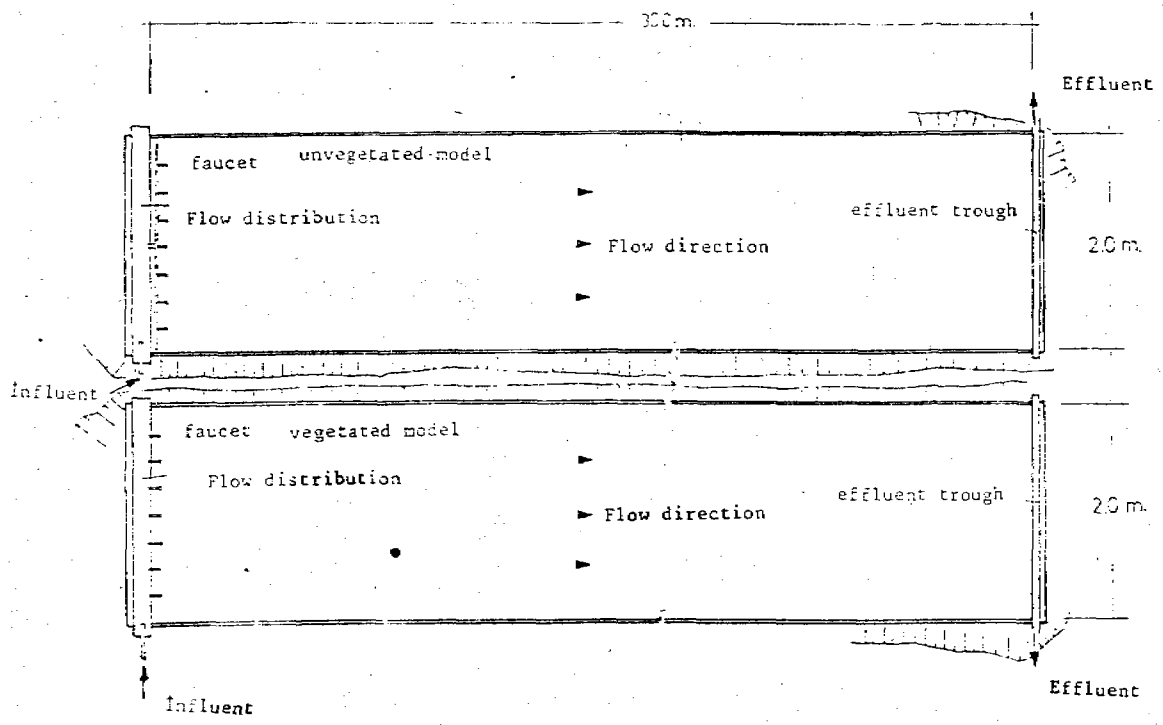 Effluent
faucet
unvegetated model
Flow distribution
effluent trough
Flow direction
2.0 m.
Influent
faucet
vegetated model
Flow distribution
effluent trough
Flow direction
2.0 m.
Effluent
Influent